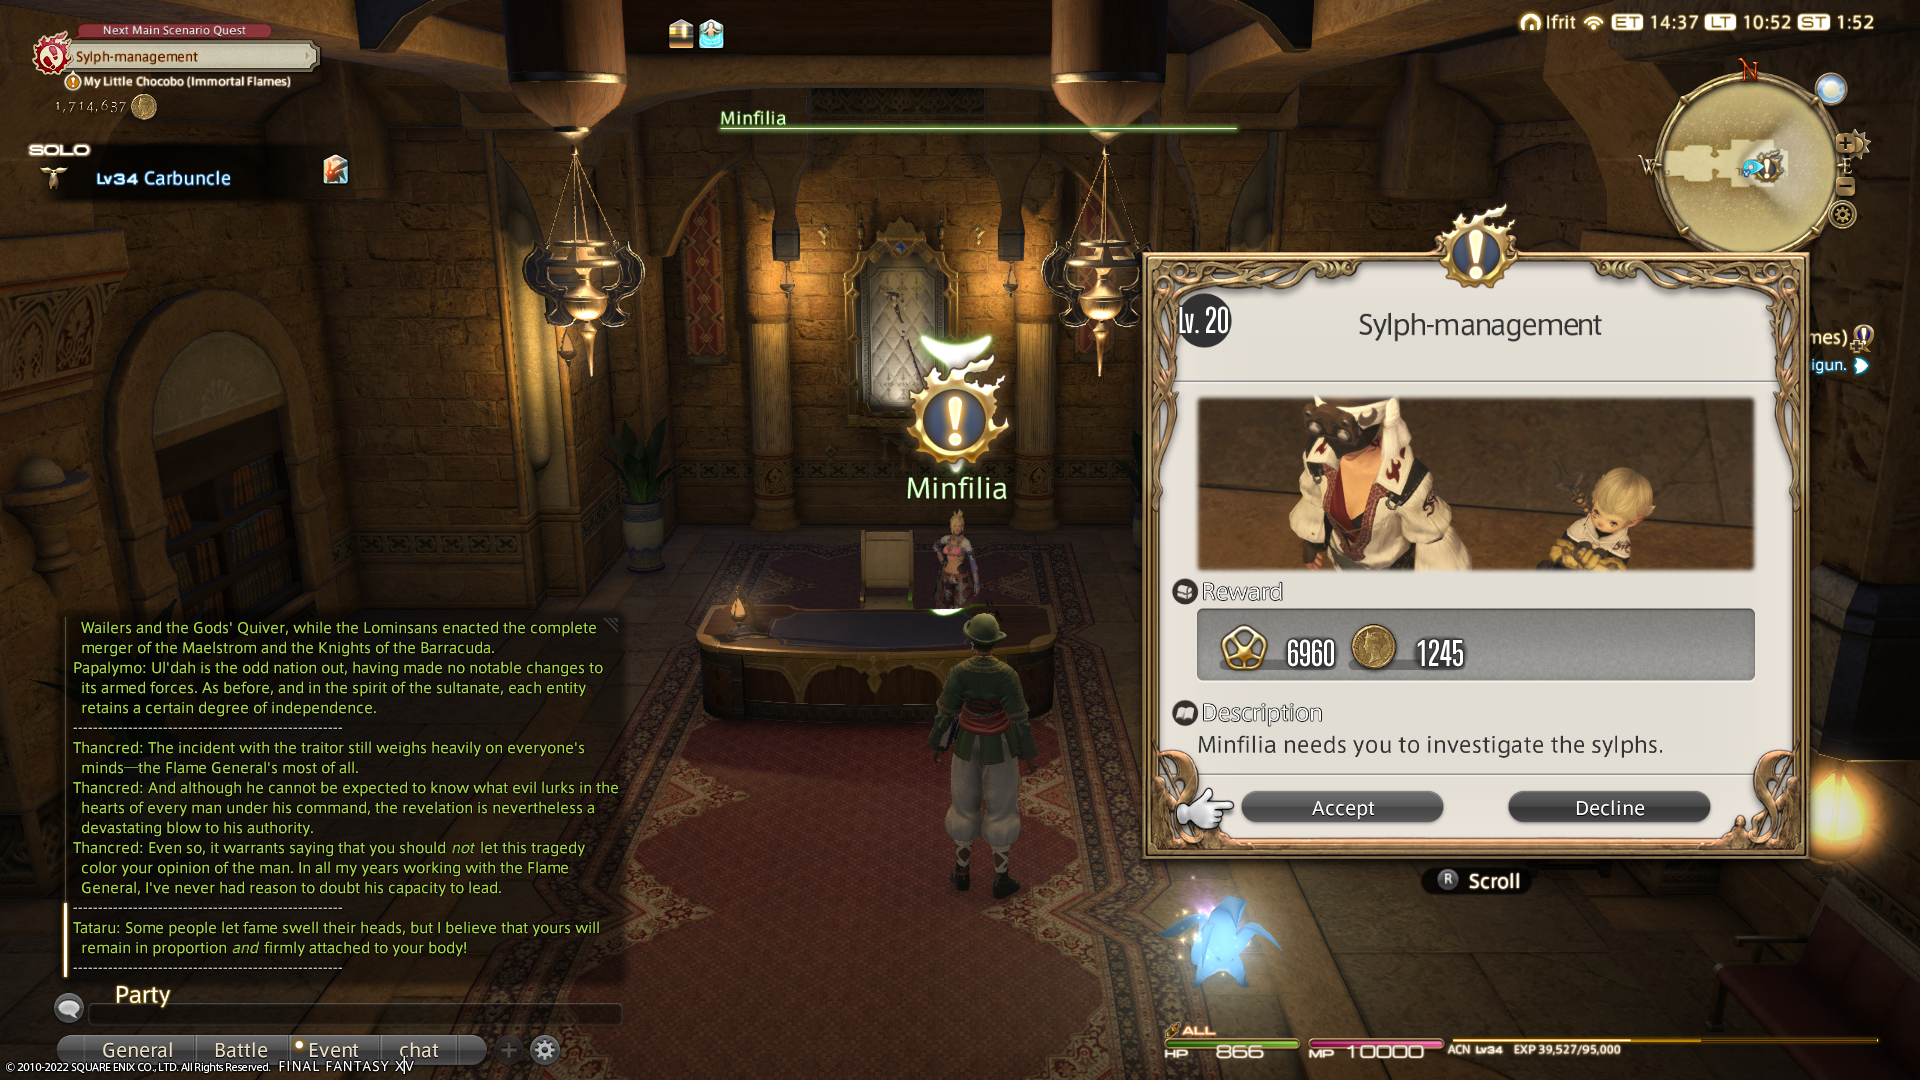 Next Main Scenario Quest
Sylph-management
My Little Chocobo (Immortal Flames)
1,714,637
SOLO
Lv34 Carbuncle
Minfilia
Ifrit ET 14:37 LT 10:52 ST 1:52
N
W
E
mes)
igun.
Minfilia
Lv. 20
Sylph-management
Reward
6960 1245
Description
Minfilia needs you to investigate the sylphs.
Accept Decline
R Scroll
Wailers and the Gods' Quiver, while the Lominsans enacted the complete
merger of the Maelstrom and the Knights of the Barracuda.
Papalymo: Ul'dah is the odd nation out, having made no notable changes to
its armed forces. As before, and in the spirit of the sultanate, each entity
retains a certain degree of independence.
------------------------------------------------------
Thancred: The incident with the traitor still weighs heavily on everyone's
minds—the Flame General's most of all.
Thancred: And although he cannot be expected to know what evil lurks in the
hearts of every man under his command, the revelation is nevertheless a
devastating blow to his authority.
Thancred: Even so, it warrants saying that you should not let this tragedy
color your opinion of the man. In all my years working with the Flame
General, I've never had reason to doubt his capacity to lead.
------------------------------------------------------
Tataru: Some people let fame swell their heads, but I believe that yours will
remain in proportion and firmly attached to your body!
------------------------------------------------------
Party
General Battle Event chat
© 2010-2022 SQUARE ENIX CO., LTD. All Rights Reserved. FINAL FANTASY XIV
ALL
HP 866 MP 10000 ACN Lv34 EXP 39,527/95,000